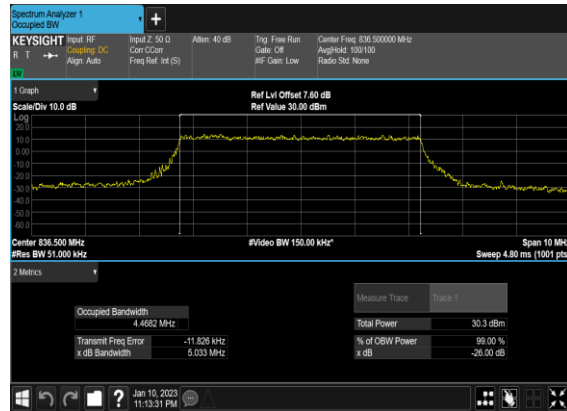 Spectrum Analyzer 1
Occupied BW
+
KEYSIGHT Input: RF Input Z: 50 Ω Atten: 40 dB Trig: Free Run Center Freq: 836.500000 MHz
R T Coupling: DC Corr CCorr Gate: Off Avg|Hold: 100/100
Align: Auto Freq Ref: Int (S) #IF Gain: Low Radio Std: None
LW
1 Graph
Ref Lvl Offset 7.60 dB
Scale/Div 10.0 dB Ref Value 30.00 dBm
Log
20.0
10.0
0.00
-10.0
-20.0
-30.0
-40.0
-50.0
-60.0
Center 836.500 MHz #Video BW 150.00 kHz* Span 10 MHz
#Res BW 51.000 kHz Sweep 4.80 ms (1001 pts
2 Metrics
Measure Trace Trace 1
Occupied Bandwidth
4.4682 MHz Total Power 30.3 dBm
Transmit Freq Error -11.826 kHz % of OBW Power 99.00 %
x dB Bandwidth 5.033 MHz x dB -26.00 dB
? Jan 10, 2023
11:13:31 PM